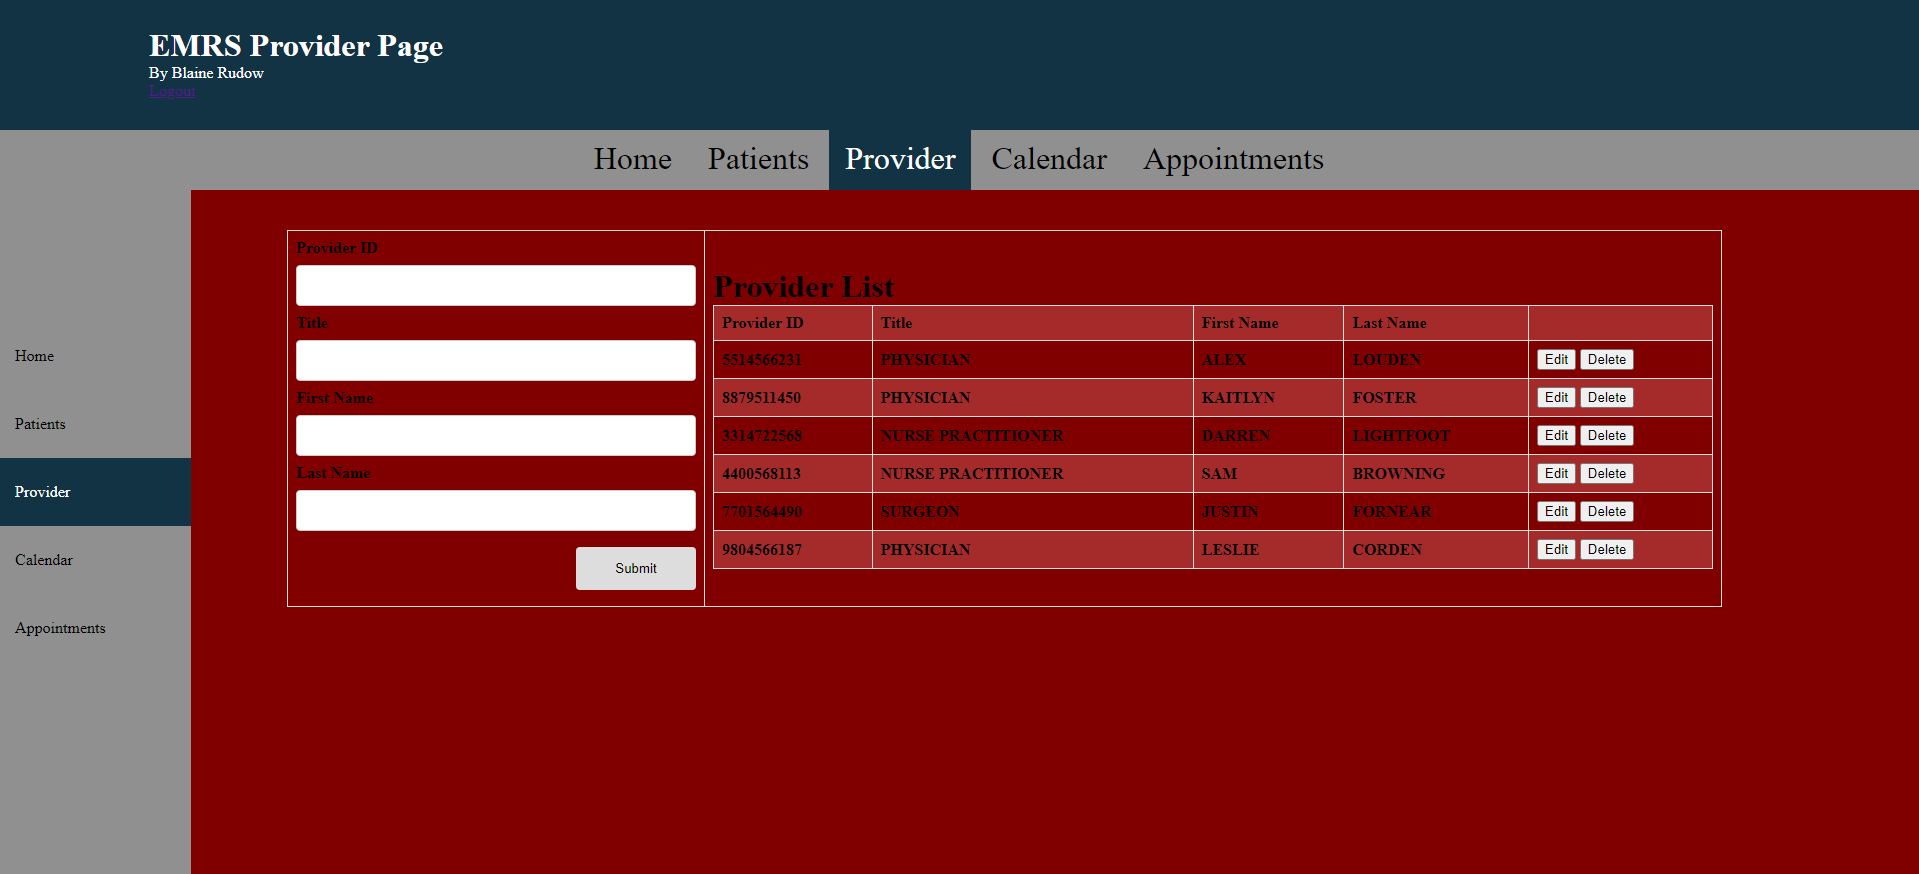 EMRS Provider Page
By Blaine Rudow
Logout
Home Patients Provider Calendar Appointments
Home
Patients
Provider
Calendar
Appointments
Provider ID
Title
First Name
Last Name
Submit
Provider List
Provider ID Title First Name Last Name
5514566231 PHYSICIAN ALEX LOUDEN Edit Delete
8879511450 PHYSICIAN KAITLYN FOSTER Edit Delete
3314722568 NURSE PRACTITIONER DARREN LIGHTFOOT Edit Delete
4400568113 NURSE PRACTITIONER SAM BROWNING Edit Delete
7701564490 SURGEON JUSTIN FORNEAR Edit Delete
9804566187 PHYSICIAN LESLIE CORDEN Edit Delete